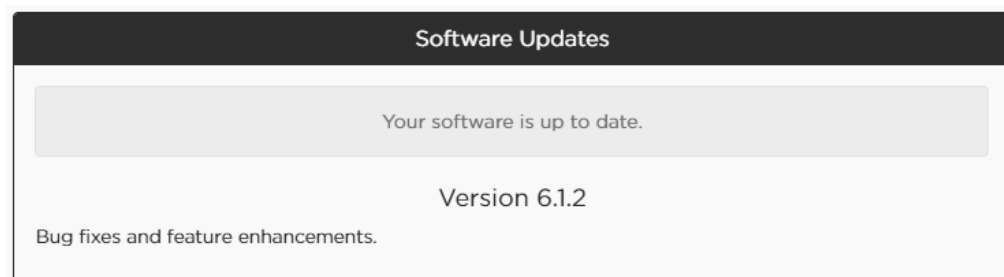 Software Updates
Your software is up to date.
Version 6.1.2
Bug fixes and feature enhancements.